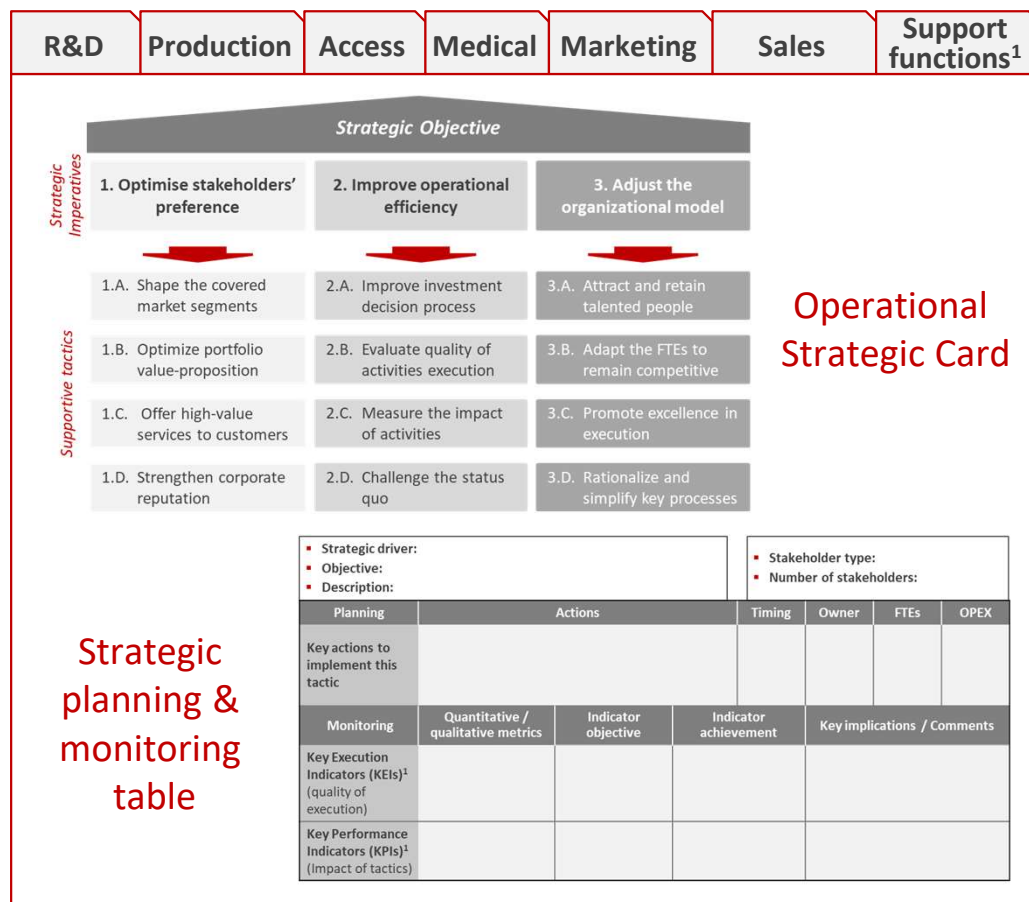 R&D
Production
Access
Medical
Marketing
Sales
Support
functions¹
Strategic Objective
Strategic
Imperatives
1. Optimise stakeholders'
preference
2. Improve operational
efficiency
3. Adjust the
organizational model
Supportive tactics
1.A. Shape the covered
market segments
2.A. Improve investment
decision process
3.A. Attract and retain
talented people
1.B. Optimize portfolio
value-proposition
2.B. Evaluate quality of
activities execution
3.B. Adapt the FTEs to
remain competitive
1.C. Offer high-value
services to customers
2.C. Measure the impact
of activities
3.C. Promote excellence in
execution
1.D. Strengthen corporate
reputation
2.D. Challenge the status
quo
3.D. Rationalize and
simplify key processes
Operational
Strategic Card
Strategic
planning &
monitoring
table
▪ Strategic driver:
▪ Objective:
▪ Description:
▪ Stakeholder type:
▪ Number of stakeholders:
Planning
Actions
Timing
Owner
FTEs
OPEX
Key actions to
implement this
tactic
Monitoring
Quantitative /
qualitative metrics
Indicator
objective
Indicator
achievement
Key implications / Comments
Key Execution
Indicators (KEIs)¹
(quality of
execution)
Key Performance
Indicators (KPIs)¹
(Impact of tactics)